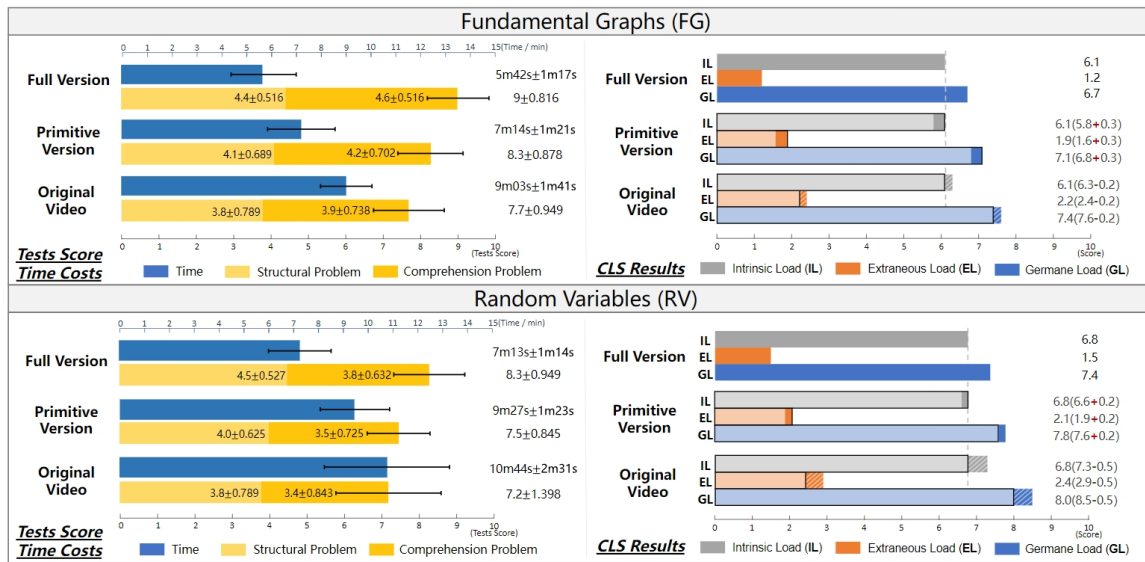 Fundamental Graphs (FG)
0 1 2 3 4 5 6 7 8 9 10 11 12 13 14 15(Time / min)
Full Version
5m42s±1m17s
4.4±0.516 4.6±0.516 9±0.816
Primitive Version
7m14s±1m21s
4.1±0.689 4.2±0.702 8.3±0.878
Original Video
9m03s±1m41s
3.8±0.789 3.9±0.738 7.7±0.949
0 1 2 3 4 5 6 7 8 9 10
(Tests Score)
Tests Score
Time Costs
Time Structural Problem Comprehension Problem
Full Version
IL 6.1
EL 1.2
GL 6.7
Primitive Version
IL 6.1(5.8+0.3)
EL 1.9(1.6+0.3)
GL 7.1(6.8+0.3)
Original Video
IL 6.1(6.3-0.2)
EL 2.2(2.4-0.2)
GL 7.4(7.6-0.2)
0 1 2 3 4 5 6 7 8 9 10
(Score)
CLS Results Intrinsic Load (IL) Extraneous Load (EL) Germane Load (GL)
Random Variables (RV)
0 1 2 3 4 5 6 7 8 9 10 11 12 13 14 15(Time / min)
Full Version
7m13s±1m14s
4.5±0.527 3.8±0.632 8.3±0.949
Primitive Version
9m27s±1m23s
4.0±0.625 3.5±0.725 7.5±0.845
Original Video
10m44s±2m31s
3.8±0.789 3.4±0.843 7.2±1.398
0 1 2 3 4 5 6 7 8 9 10
(Tests Score)
Tests Score
Time Costs
Time Structural Problem Comprehension Problem
Full Version
IL 6.8
EL 1.5
GL 7.4
Primitive Version
IL 6.8(6.6+0.2)
EL 2.1(1.9+0.2)
GL 7.8(7.6+0.2)
Original Video
IL 6.8(7.3-0.5)
EL 2.4(2.9-0.5)
GL 8.0(8.5-0.5)
0 1 2 3 4 5 6 7 8 9 10
(Score)
CLS Results Intrinsic Load (IL) Extraneous Load (EL) Germane Load (GL)